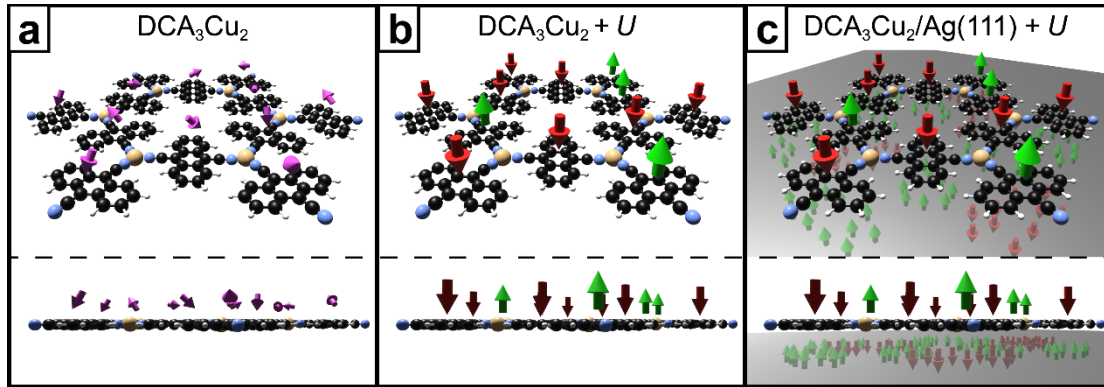 a
DCA₃Cu₂
b
DCA₃Cu₂ + U
c
DCA₃Cu₂/Ag(111) + U